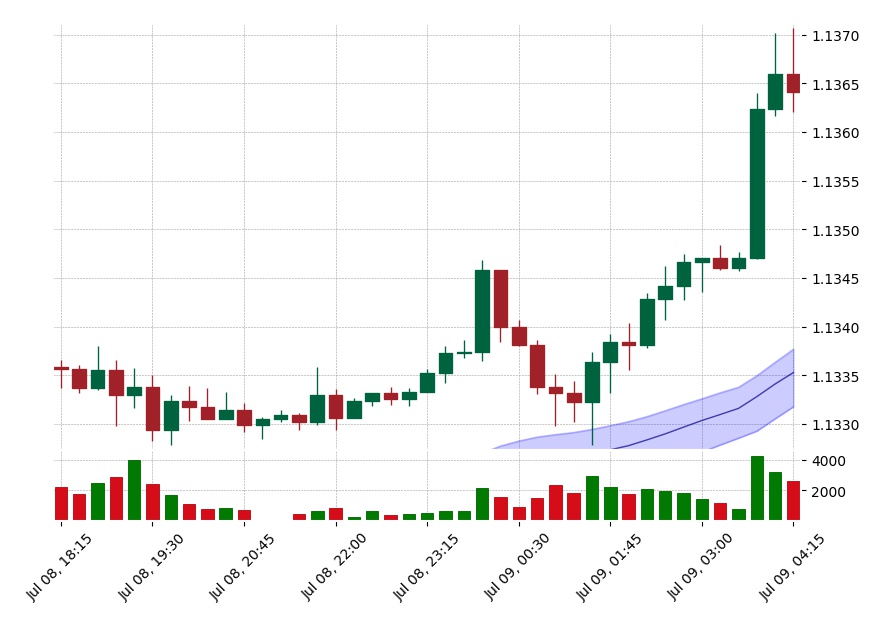 1.1370
1.1365
1.1360
1.1355
1.1350
1.1345
1.1340
1.1335
1.1330
4000
2000
Jul 08, 18:15
Jul 08, 19:30
Jul 08, 20:45
Jul 08, 22:00
Jul 08, 23:15
Jul 09, 00:30
Jul 09, 01:45
Jul 09, 03:00
Jul 09, 04:15